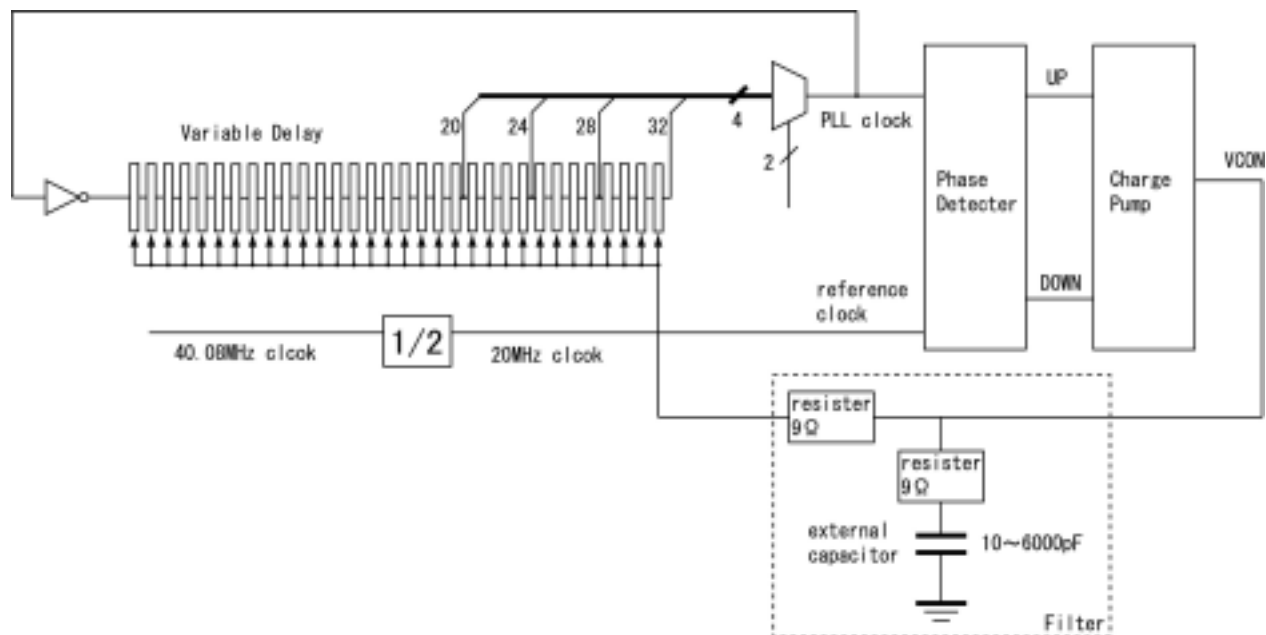 UP
20
24
28
32
4
PLL clock
Variable Delay
2
VCON
Phase
Detecter
Charge
Pump
DOWN
reference
clock
40.08MHz clcok
1/2
20MHz clcok
resister
9Ω
resister
9Ω
external
capacitor
10～6000pF
Filter